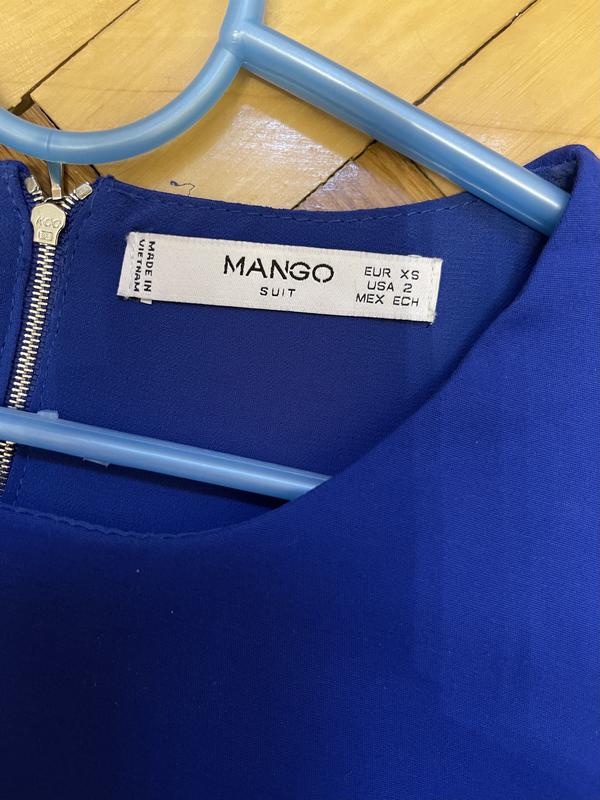 MADE IN
VIETNAM
MANGO
SUIT
EUR XS
USA 2
MEX ECH